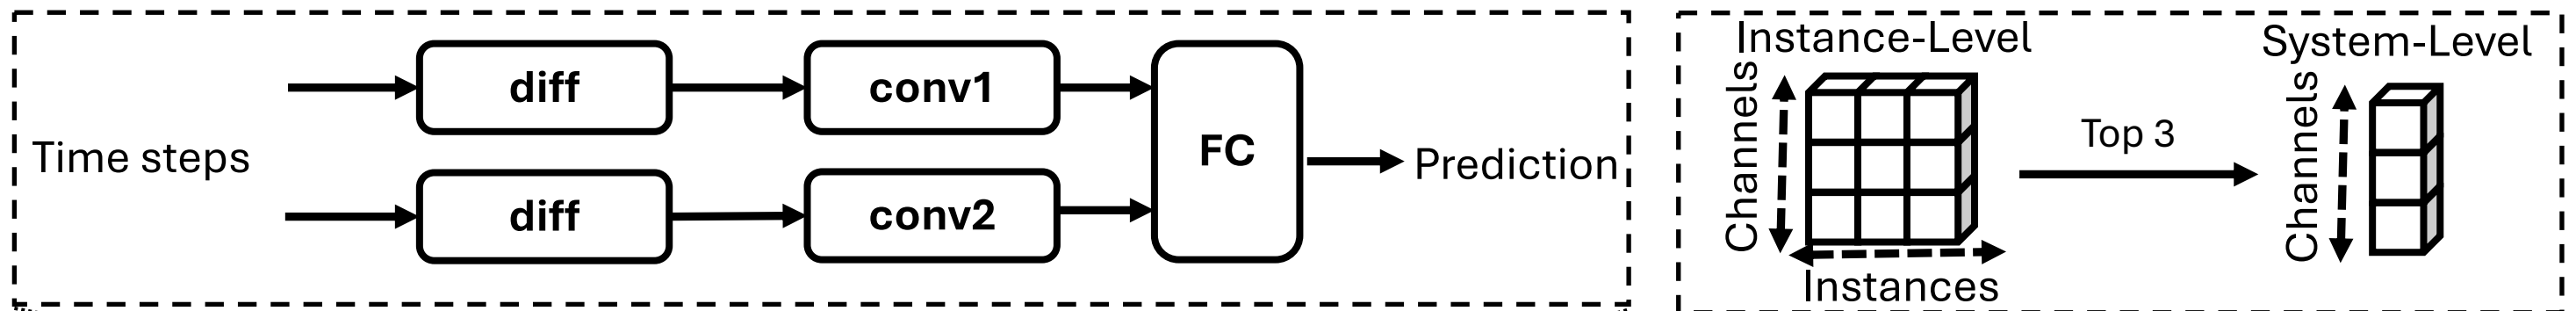 Time steps
diff
conv1
diff
conv2
FC
Prediction
Instance-Level
Channels
Instances
Top 3
System-Level
Channels